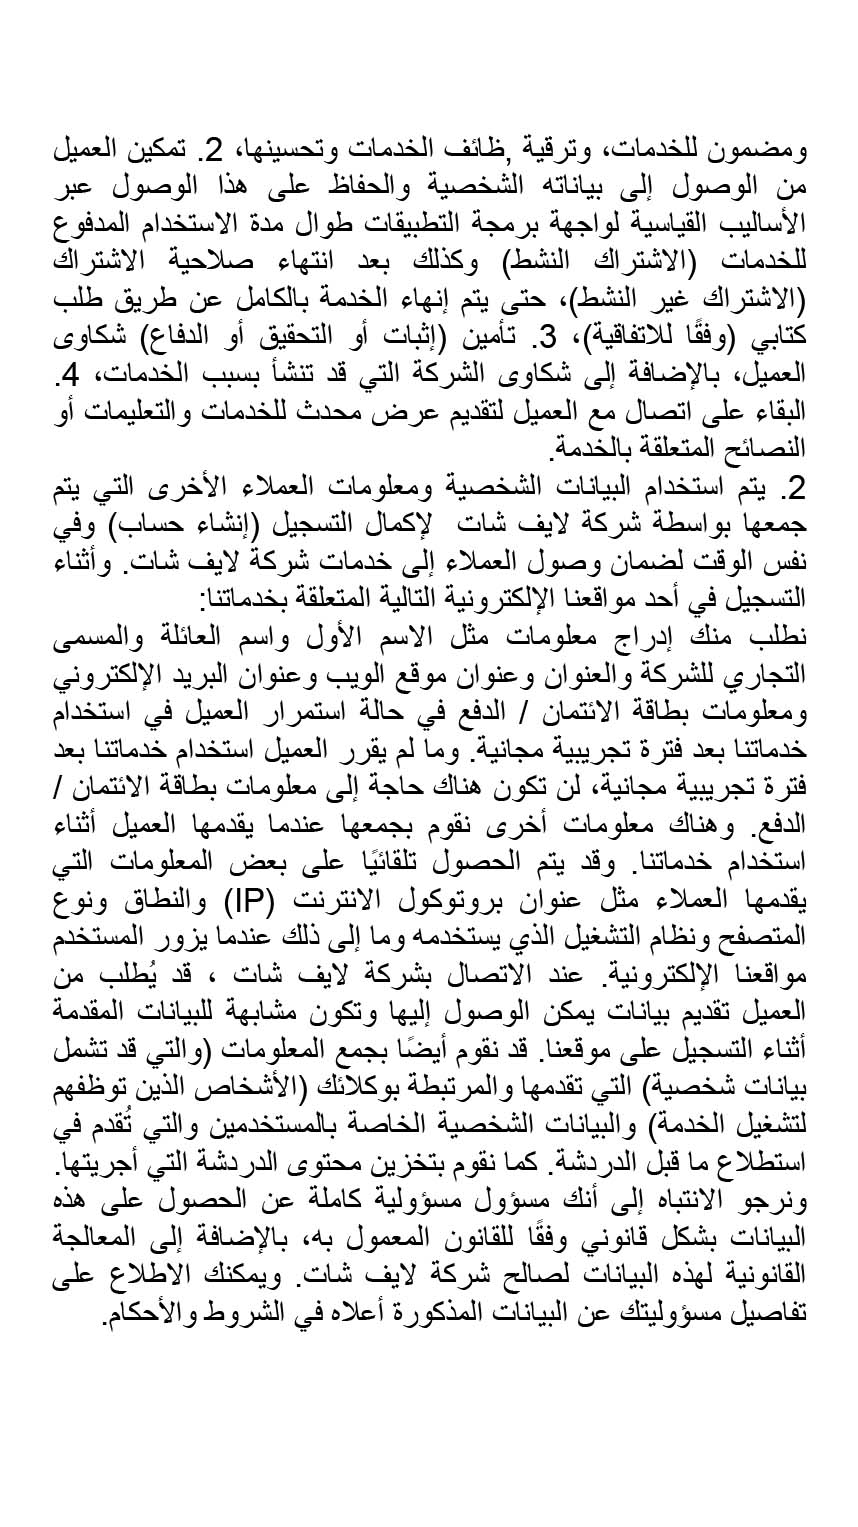 ومضمون للخدمات، وترقية ,ظائف الخدمات وتحسينها، 2. تمكين العميل
من الوصول إلى بياناته الشخصية والحفاظ على هذا الوصول عبر
الأساليب القياسية لواجهة برمجة التطبيقات طوال مدة الاستخدام المدفوع
للخدمات (الاشتراك النشط) وكذلك بعد انتهاء صلاحية الاشتراك
(الاشتراك غير النشط)، حتى يتم إنهاء الخدمة بالكامل عن طريق طلب
كتابي (وفقًا للاتفاقية)، 3. تأمين (إثبات أو التحقيق أو الدفاع) شكاوى
العميل، بالإضافة إلى شكاوى الشركة التي قد تنشأ بسبب الخدمات، 4.
البقاء على اتصال مع العميل لتقديم عرض محدث للخدمات والتعليمات أو
النصائح المتعلقة بالخدمة.
2. يتم استخدام البيانات الشخصية ومعلومات العملاء الأخرى التي يتم
جمعها بواسطة شركة لايف شات  لإكمال التسجيل (إنشاء حساب) وفي
نفس الوقت لضمان وصول العملاء إلى خدمات شركة لايف شات. وأثناء
التسجيل في أحد مواقعنا الإلكترونية التالية المتعلقة بخدماتنا:
نطلب منك إدراج معلومات مثل الاسم الأول واسم العائلة والمسمى
التجاري للشركة والعنوان وعنوان موقع الويب وعنوان البريد الإلكتروني
ومعلومات بطاقة الائتمان / الدفع في حالة استمرار العميل في استخدام
خدماتنا بعد فترة تجريبية مجانية. وما لم يقرر العميل استخدام خدماتنا بعد
فترة تجريبية مجانية، لن تكون هناك حاجة إلى معلومات بطاقة الائتمان /
الدفع. وهناك معلومات أخرى نقوم بجمعها عندما يقدمها العميل أثناء
استخدام خدماتنا. وقد يتم الحصول تلقائيًا على بعض المعلومات التي
يقدمها العملاء مثل عنوان بروتوكول الانترنت (IP) والنطاق ونوع
المتصفح ونظام التشغيل الذي يستخدمه وما إلى ذلك عندما يزور المستخدم
مواقعنا الإلكترونية. عند الاتصال بشركة لايف شات ، قد يُطلب من
العميل تقديم بيانات يمكن الوصول إليها وتكون مشابهة للبيانات المقدمة
أثناء التسجيل على موقعنا. قد نقوم أيضًا بجمع المعلومات (والتي قد تشمل
بيانات شخصية) التي تقدمها والمرتبطة بوكلائك (الأشخاص الذين توظفهم
لتشغيل الخدمة) والبيانات الشخصية الخاصة بالمستخدمين والتي تُقدم في
استطلاع ما قبل الدردشة. كما نقوم بتخزين محتوى الدردشة التي أجريتها.
ونرجو الانتباه إلى أنك مسؤول مسؤولية كاملة عن الحصول على هذه
البيانات بشكل قانوني وفقًا للقانون المعمول به، بالإضافة إلى المعالجة
القانونية لهذه البيانات لصالح شركة لايف شات. ويمكنك الاطلاع على
تفاصيل مسؤوليتك عن البيانات المذكورة أعلاه في الشروط والأحكام.